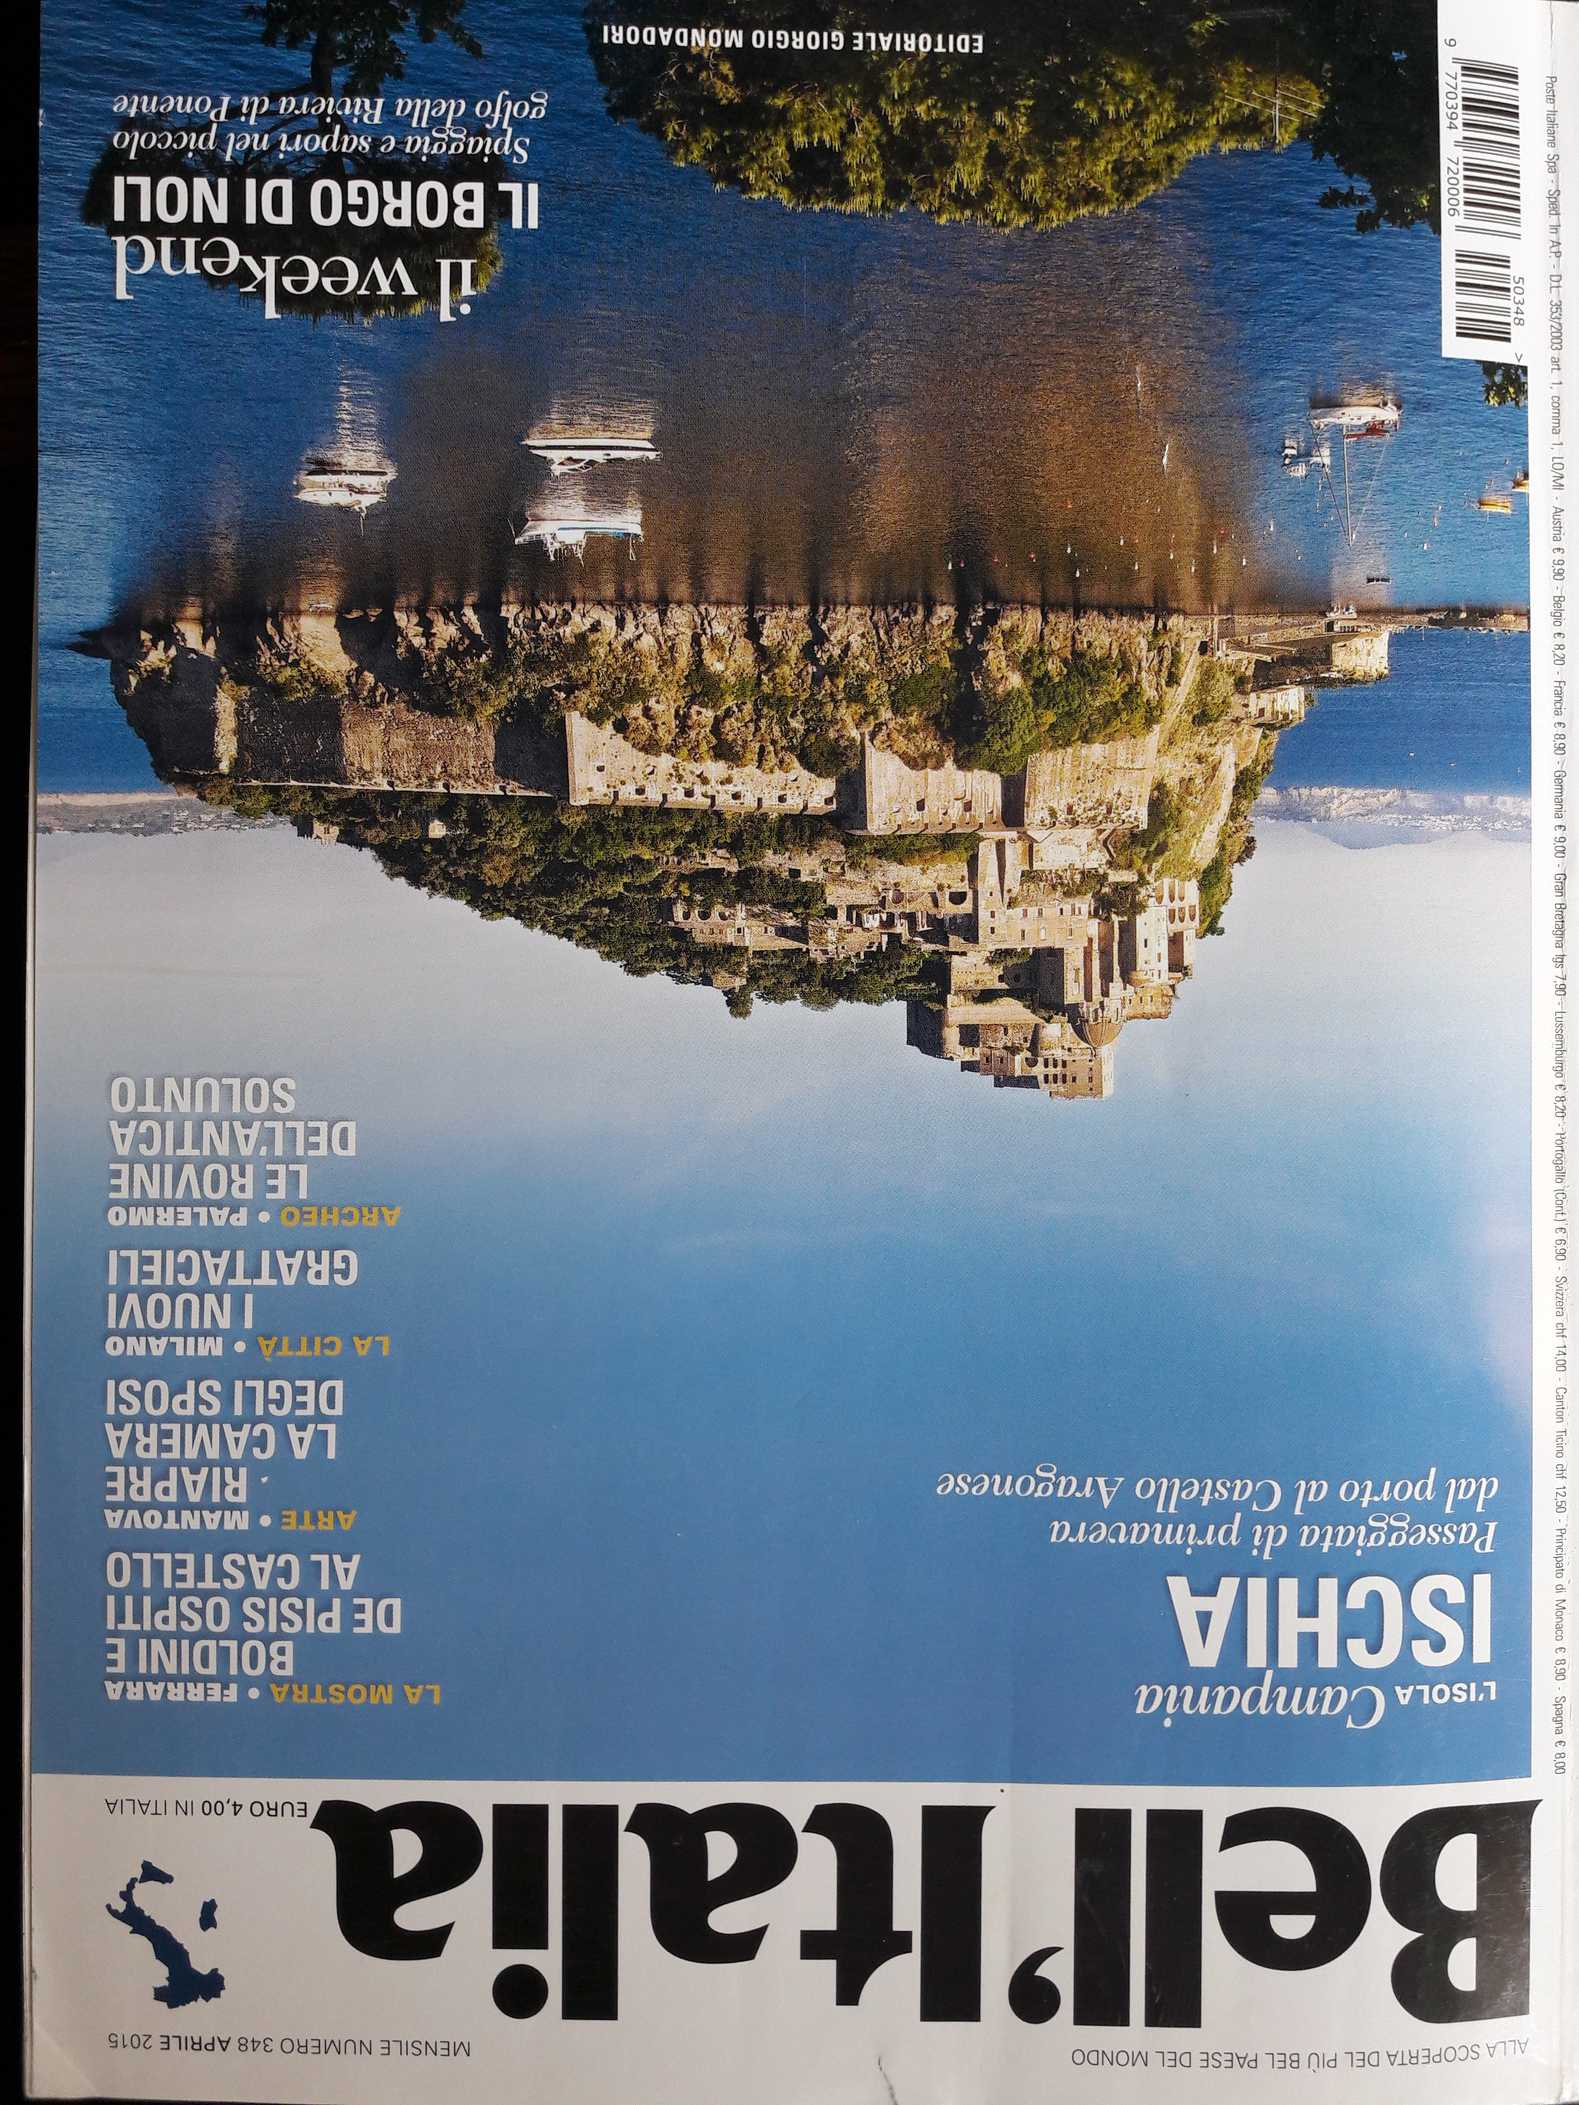 ALLA SCOPERTA DEL PIÙ BEL PAESE DEL MONDO
MENSILE NUMERO 348 APRILE 2015
Bell'Italia
EURO 4,00 IN ITALIA
L'ISOLA Campania
ISCHIA
Passeggiata di primavera
dal porto al Castello Aragonese
LA MOSTRA • FERRARA
BOLDINI E
DE PISIS OSPITI
AL CASTELLO
ARTE • MANTOVA
RIAPRE
LA CAMERA
DEGLI SPOSI
LA CITTÀ • MILANO
I NUOVI
GRATTACIELI
ARCHEO • PALERMO
LE ROVINE
DELL'ANTICA
SOLUNTO
il weekend
IL BORGO DI NOLI
Spiaggia e sapori nel piccolo
golfo della Riviera di Ponente
EDITORIALE GIORGIO MONDADORI
50348 >
9 770394 720006
Poste Italiane Spa - Sped. in A.P. - D.L. 353/2003 art. 1, comma 1, LO/MI - Austria € 9,90 - Belgio € 8,20 - Francia € 8,90 - Germania € 9,00 - Gran Bretagna lgs 7,90 - Lussemburgo € 8,20 - Portogallo (Cont.) € 6,90 - Svizzera chf 14,00 - Canton Ticino chf 12,50 - Principato di Monaco € 8,90 - Spagna € 8,00